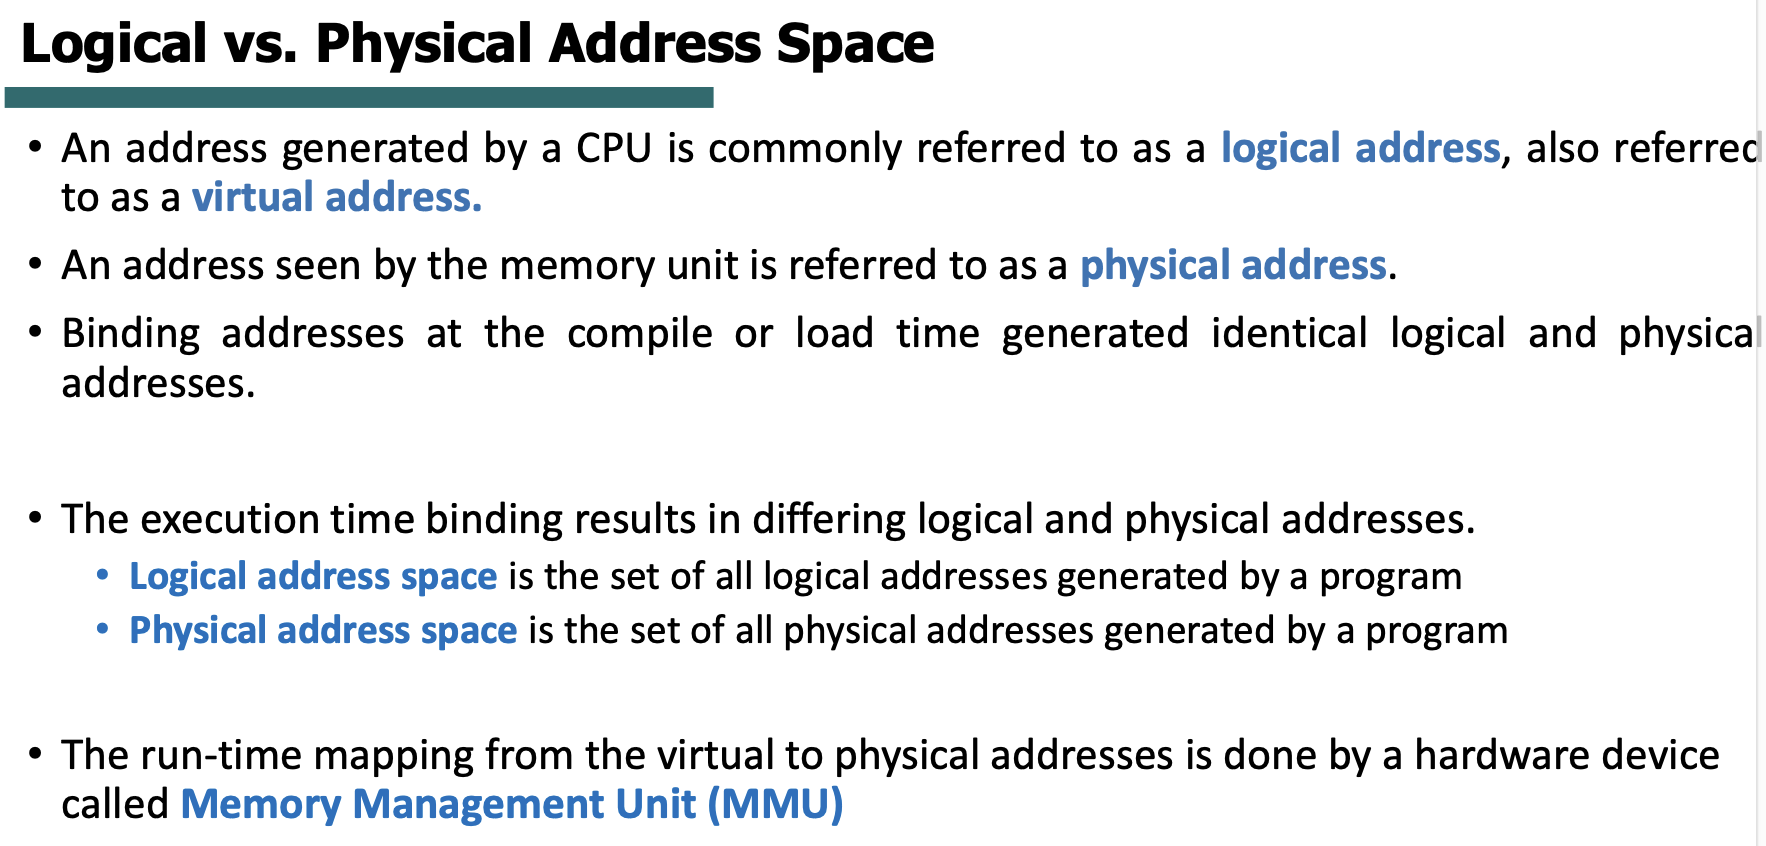 Logical vs. Physical Address Space
• An address generated by a CPU is commonly referred to as a logical address, also referred
to as a virtual address.
• An address seen by the memory unit is referred to as a physical address.
• Binding addresses at the compile or load time generated identical logical and physical
addresses.
• The execution time binding results in differing logical and physical addresses.
• Logical address space is the set of all logical addresses generated by a program
• Physical address space is the set of all physical addresses generated by a program
• The run-time mapping from the virtual to physical addresses is done by a hardware device
called Memory Management Unit (MMU)